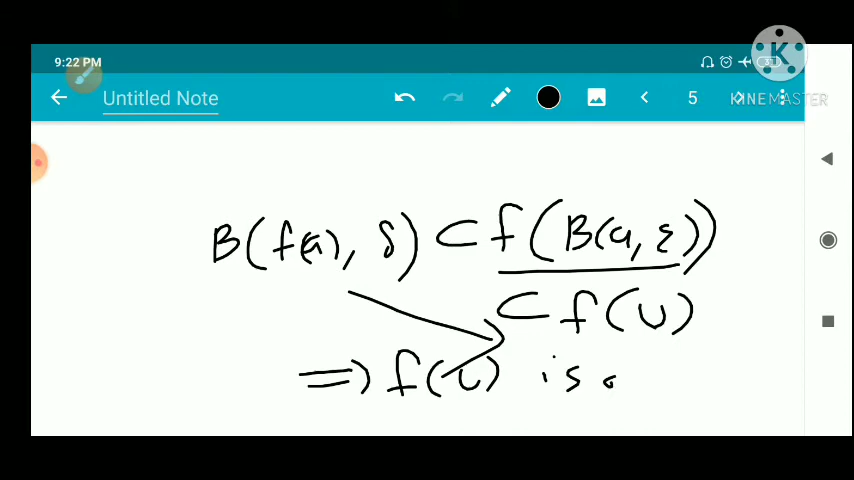 9:22 PM
K
KINEMASTER
Untitled Note
5
B(f(a), δ) ⊂ f(B(a, ε))
⊂ f(U)
=> f(U) is o